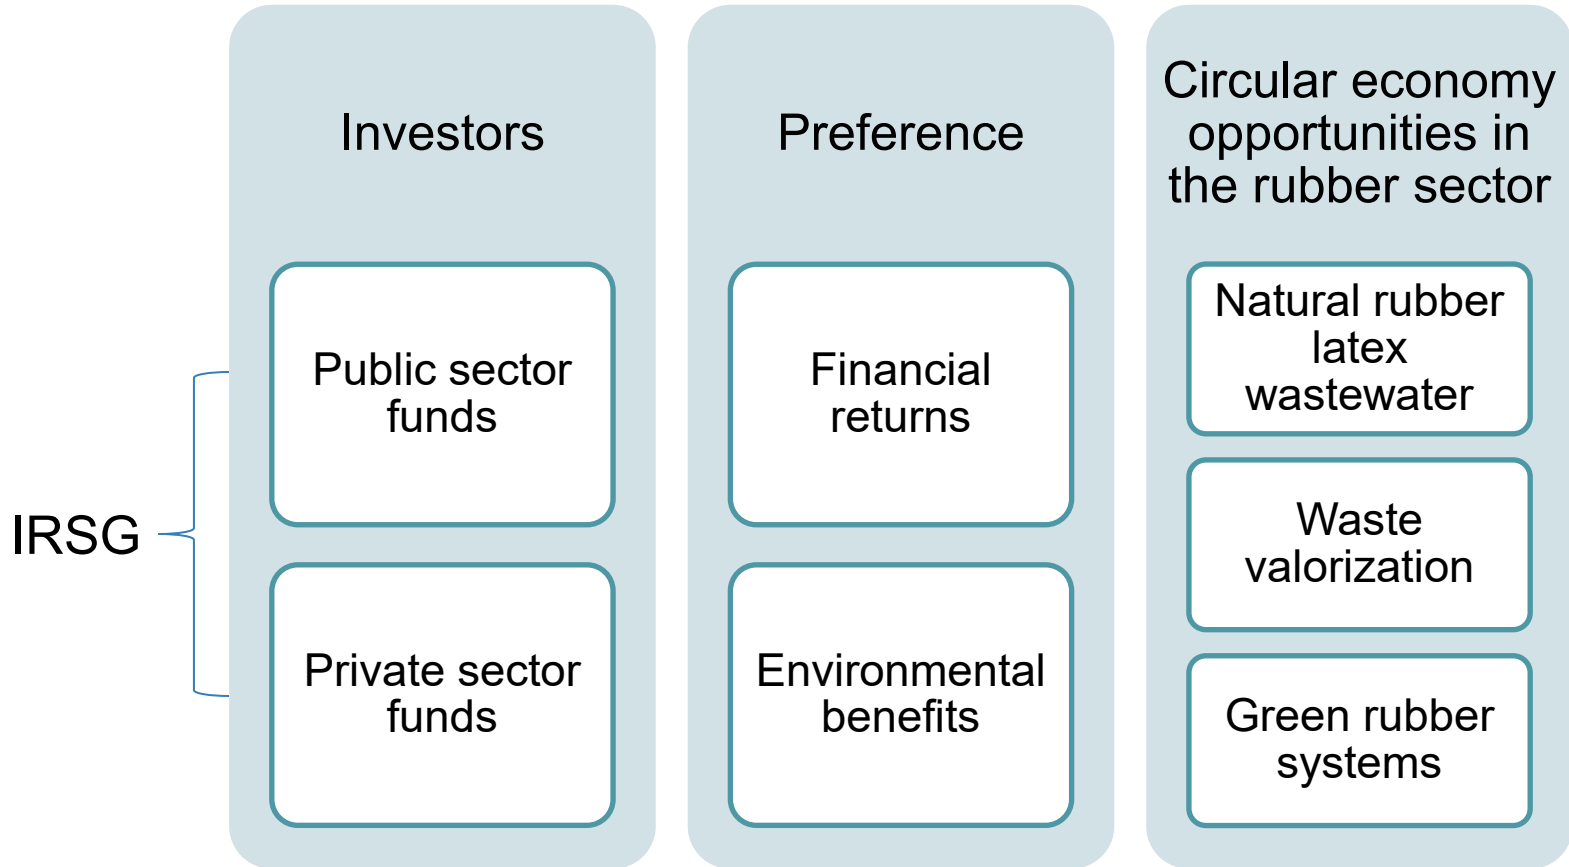 IRSG
Investors
Public sector
funds
Private sector
funds
Preference
Financial
returns
Environmental
benefits
Circular economy
opportunities in
the rubber sector
Natural rubber
latex
wastewater
Waste
valorization
Green rubber
systems